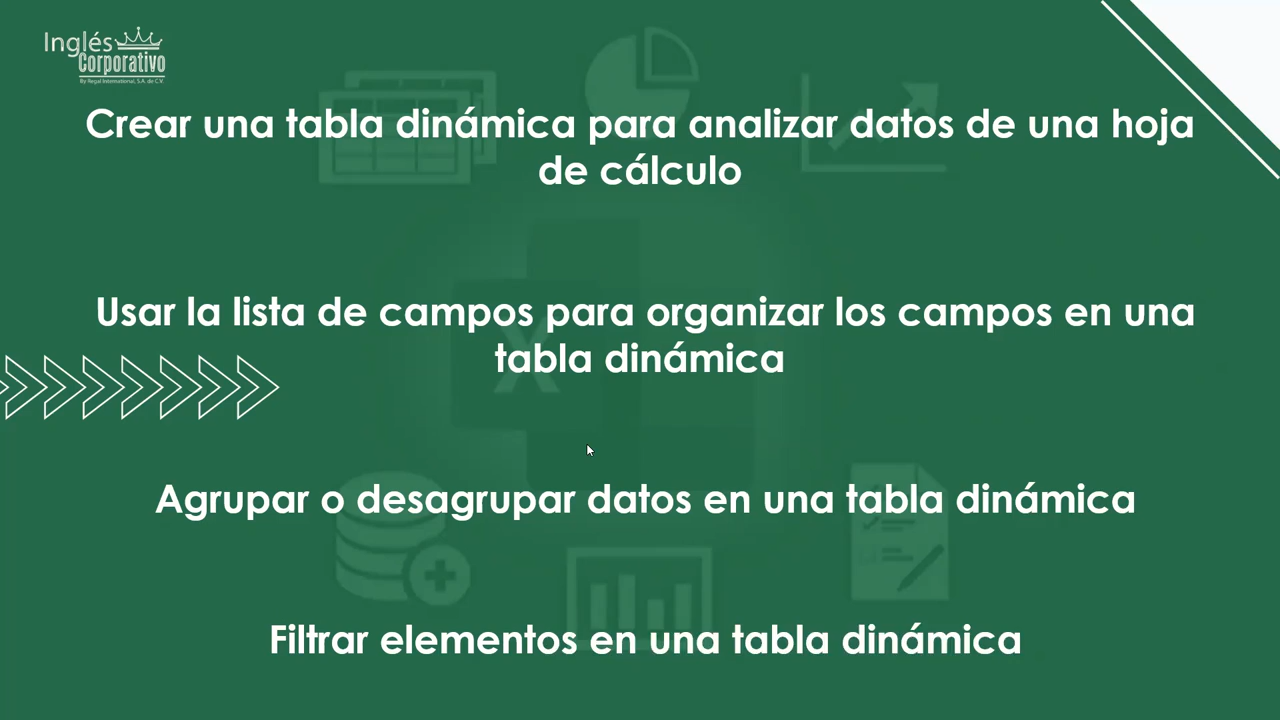 Inglés
Corporativo
By Regal International, S.A. de C.V.
Crear una tabla dinámica para analizar datos de una hoja
de cálculo
Usar la lista de campos para organizar los campos en una
tabla dinámica
Agrupar o desagrupar datos en una tabla dinámica
Filtrar elementos en una tabla dinámica